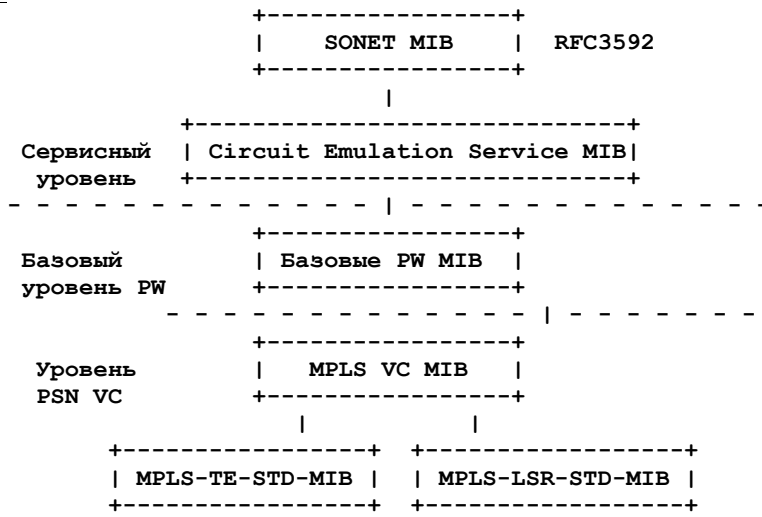 SONET MIB RFC3592
Сервисный Circuit Emulation Service MIB
уровень
Базовый Базовые PW MIB
уровень PW
Уровень MPLS VC MIB
PSN VC
MPLS-TE-STD-MIB MPLS-LSR-STD-MIB